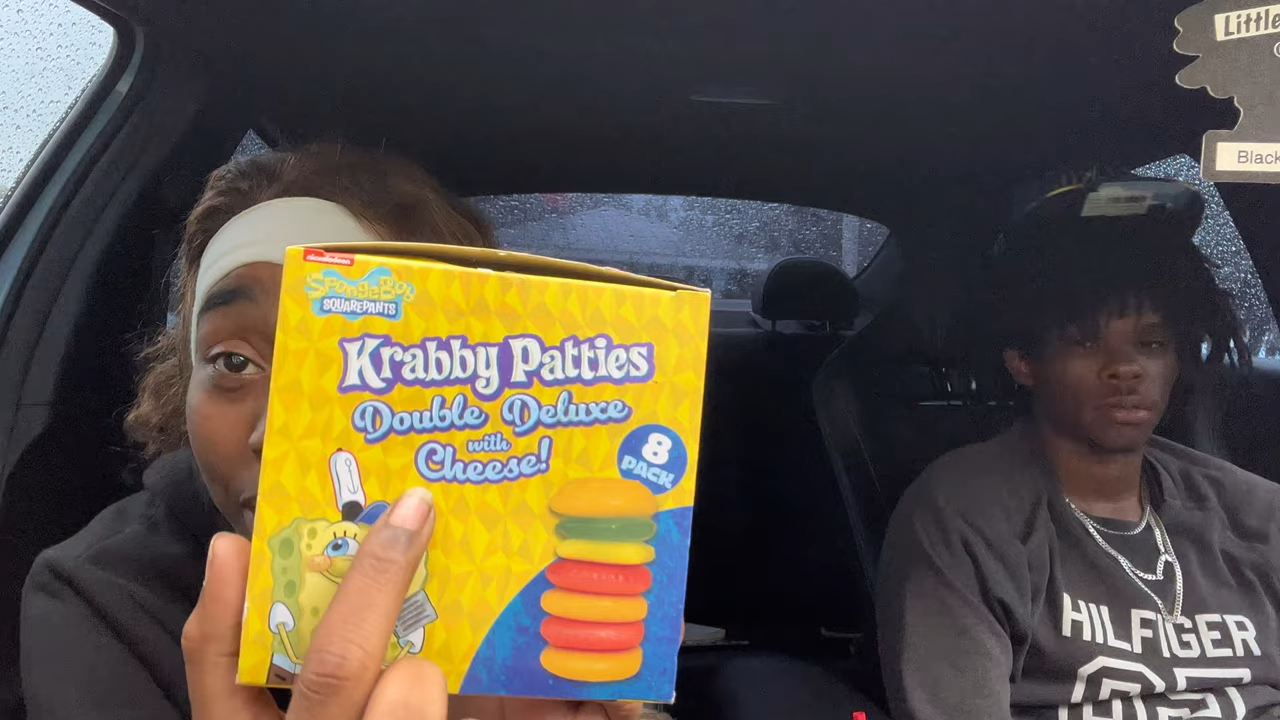 Little
Black
nickelodeon
SPONGEBOB
SQUAREPANTS
Krabby Patties
Double Deluxe
with
Cheese!
8
PACK
HILFIGER